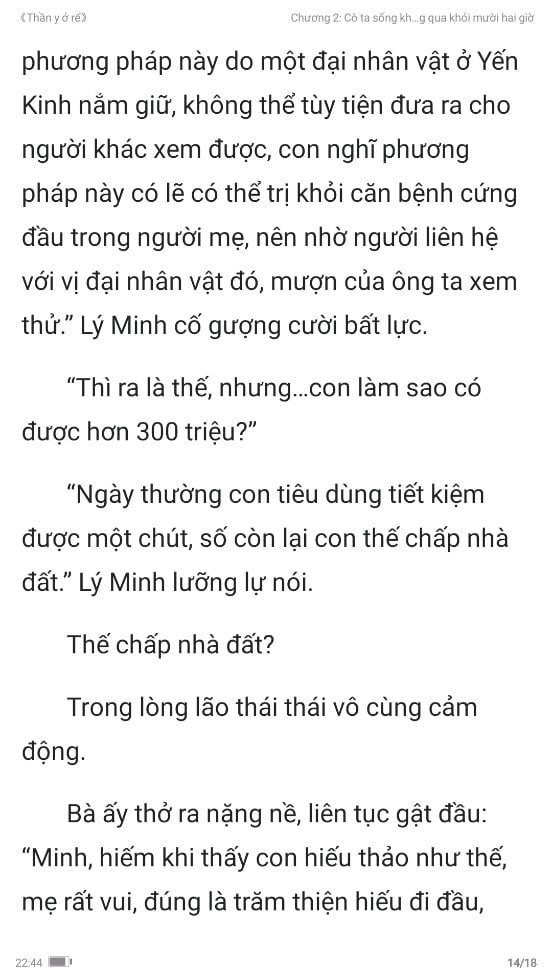 《Thần y ở rể》 Chương 2: Cô ta sống kh...g qua khỏi mười hai giờ
phương pháp này do một đại nhân vật ở Yến
Kinh nắm giữ, không thể tùy tiện đưa ra cho
người khác xem được, con nghĩ phương
pháp này có lẽ có thể trị khỏi căn bệnh cứng
đầu trong người mẹ, nên nhờ người liên hệ
với vị đại nhân vật đó, mượn của ông ta xem
thử.” Lý Minh cố gượng cười bất lực.
“Thì ra là thế, nhưng...con làm sao có
được hơn 300 triệu?”
“Ngày thường con tiêu dùng tiết kiệm
được một chút, số còn lại con thế chấp nhà
đất.” Lý Minh lưỡng lự nói.
Thế chấp nhà đất?
Trong lòng lão thái thái vô cùng cảm
động.
Bà ấy thở ra nặng nề, liên tục gật đầu:
“Minh, hiếm khi thấy con hiếu thảo như thế,
mẹ rất vui, đúng là trăm thiện hiếu đi đầu,
22:44 14/18